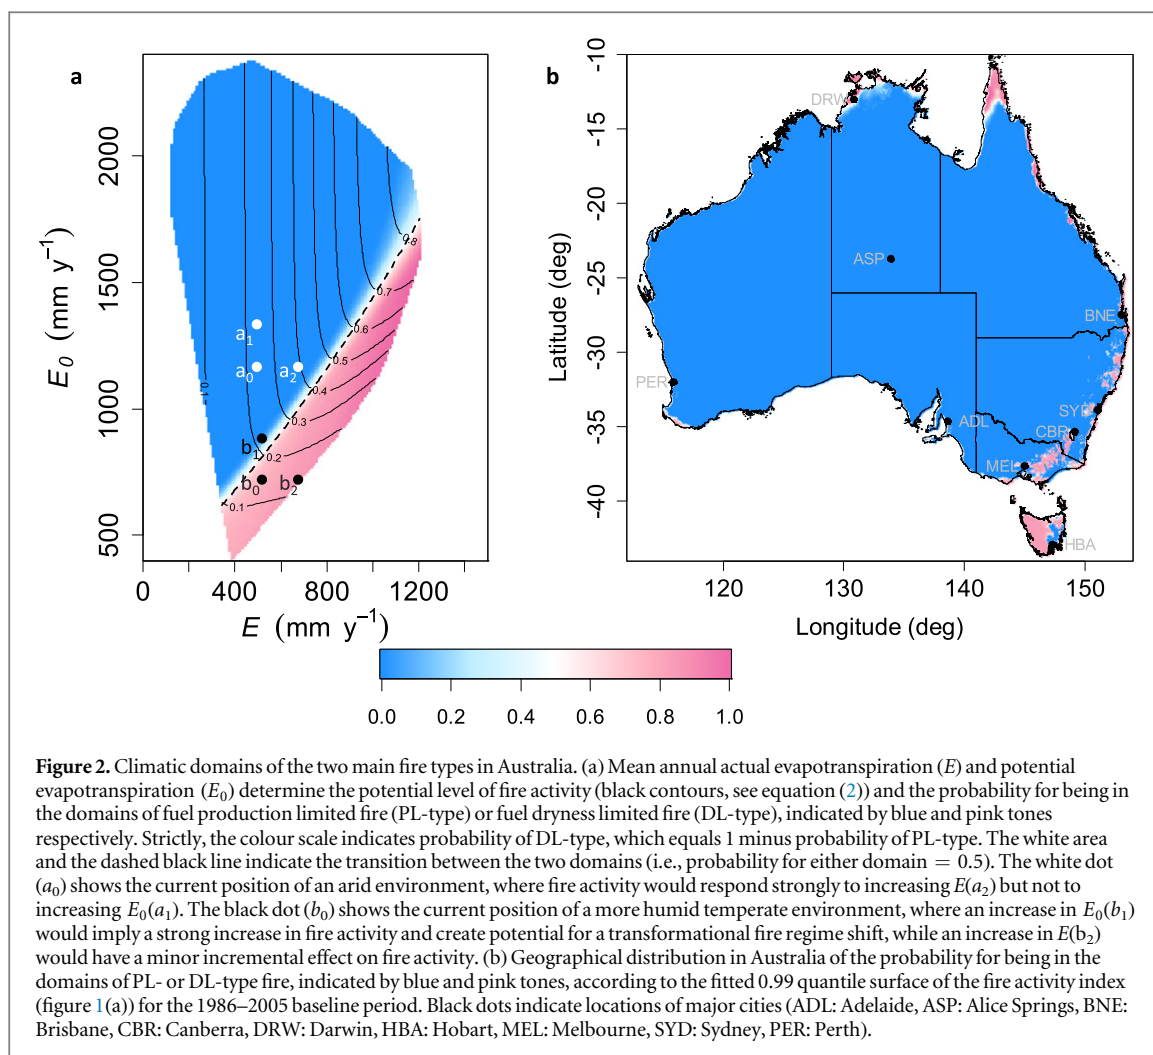 a
b
E0 (mm y−1)
2000
1500
1000
500
0
400
800
1200
E (mm y−1)
0.1
0.8
0.7
0.6
0.5
0.4
0.3
0.2
0.1
a1
a0
a2
b1
b0
b2
Latitude (deg)
-10
-15
-20
-25
-30
-35
-40
120
130
140
150
Longitude (deg)
DRW
ASP
BNE
PER
SYD
ADL
CBR
MEL
HBA
0.0
0.2
0.4
0.6
0.8
1.0
Figure 2. Climatic domains of the two main fire types in Australia. (a) Mean annual actual evapotranspiration (E) and potential
evapotranspiration (E0) determine the potential level of fire activity (black contours, see equation (2)) and the probability for being in
the domains of fuel production limited fire (PL-type) or fuel dryness limited fire (DL-type), indicated by blue and pink tones
respectively. Strictly, the colour scale indicates probability of DL-type, which equals 1 minus probability of PL-type. The white area
and the dashed black line indicate the transition between the two domains (i.e., probability for either domain = 0.5). The white dot
(a0) shows the current position of an arid environment, where fire activity would respond strongly to increasing E(a2) but not to
increasing E0(a1). The black dot (b0) shows the current position of a more humid temperate environment, where an increase in E0(b1)
would imply a strong increase in fire activity and create potential for a transformational fire regime shift, while an increase in E(b2)
would have a minor incremental effect on fire activity. (b) Geographical distribution in Australia of the probability for being in the
domains of PL- or DL-type fire, indicated by blue and pink tones, according to the fitted 0.99 quantile surface of the fire activity index
(figure 1(a)) for the 1986–2005 baseline period. Black dots indicate locations of major cities (ADL: Adelaide, ASP: Alice Springs, BNE:
Brisbane, CBR: Canberra, DRW: Darwin, HBA: Hobart, MEL: Melbourne, SYD: Sydney, PER: Perth).